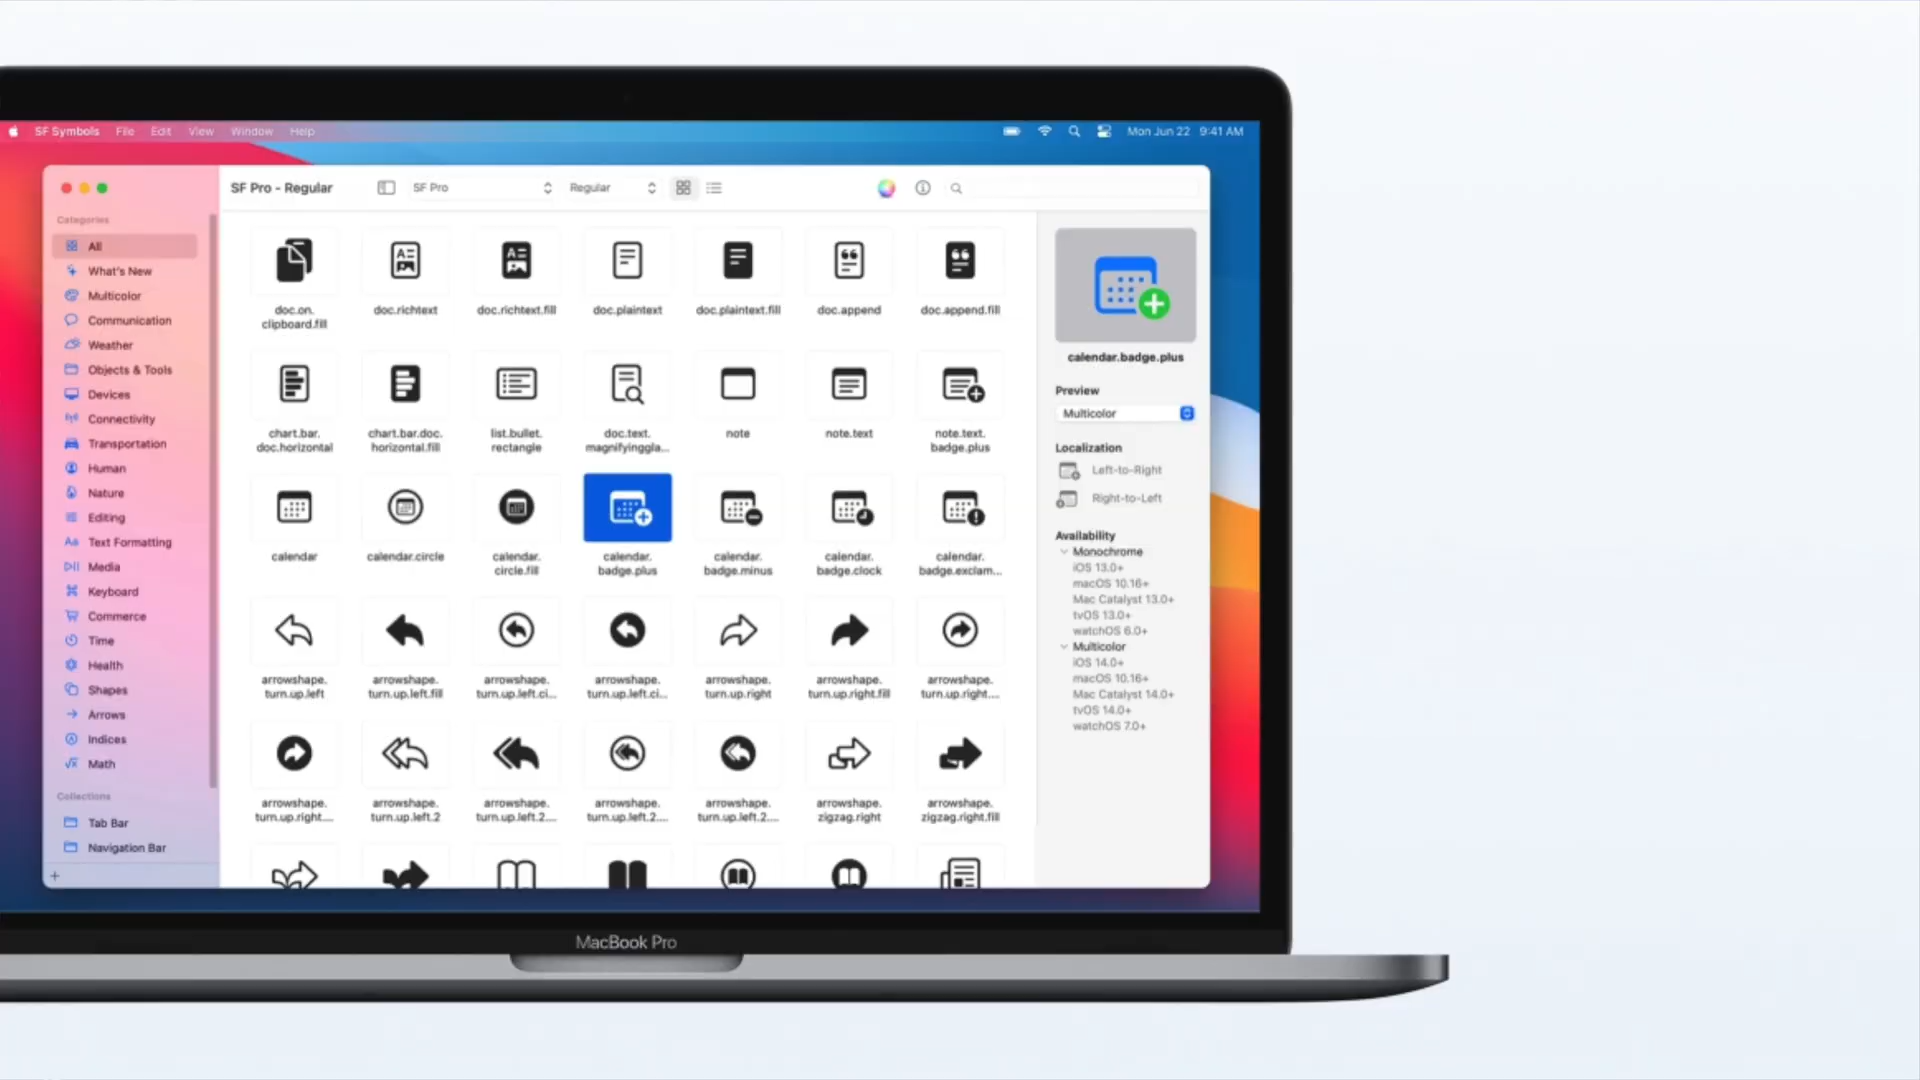 SF Symbols File Edit View Window Help
Mon Jun 22 9:41 AM
SF Pro - Regular
SF Pro
Regular
Categories
All
What's New
Multicolor
Communication
Weather
Objects & Tools
Devices
Connectivity
Transportation
Human
Nature
Editing
Text Formatting
Media
Keyboard
Commerce
Time
Health
Shapes
Arrows
Indices
Math
Collections
Tab Bar
Navigation Bar
doc.on.
clipboard.fill
doc.richtext
doc.richtext.fill
doc.plaintext
doc.plaintext.fill
doc.append
doc.append.fill
chart.bar.
doc.horizontal
chart.bar.doc.
horizontal.fill
list.bullet.
rectangle
doc.text.
magnifyinggla...
note
note.text
note.text.
badge.plus
calendar
calendar.circle
calendar.
circle.fill
calendar.
badge.plus
calendar.
badge.minus
calendar.
badge.clock
calendar.
badge.exclam...
arrowshape.
turn.up.left
arrowshape.
turn.up.left.fill
arrowshape.
turn.up.left.ci...
arrowshape.
turn.up.left.ci...
arrowshape.
turn.up.right
arrowshape.
turn.up.right.fill
arrowshape.
turn.up.right....
arrowshape.
turn.up.right....
arrowshape.
turn.up.left.2
arrowshape.
turn.up.left.2....
arrowshape.
turn.up.left.2....
arrowshape.
turn.up.left.2....
arrowshape.
zigzag.right
arrowshape.
zigzag.right.fill
calendar.badge.plus
Preview
Multicolor
Localization
Left-to-Right
Right-to-Left
Availability
Monochrome
iOS 13.0+
macOS 10.16+
Mac Catalyst 13.0+
tvOS 13.0+
watchOS 6.0+
Multicolor
iOS 14.0+
macOS 10.16+
Mac Catalyst 14.0+
tvOS 14.0+
watchOS 7.0+
MacBook Pro